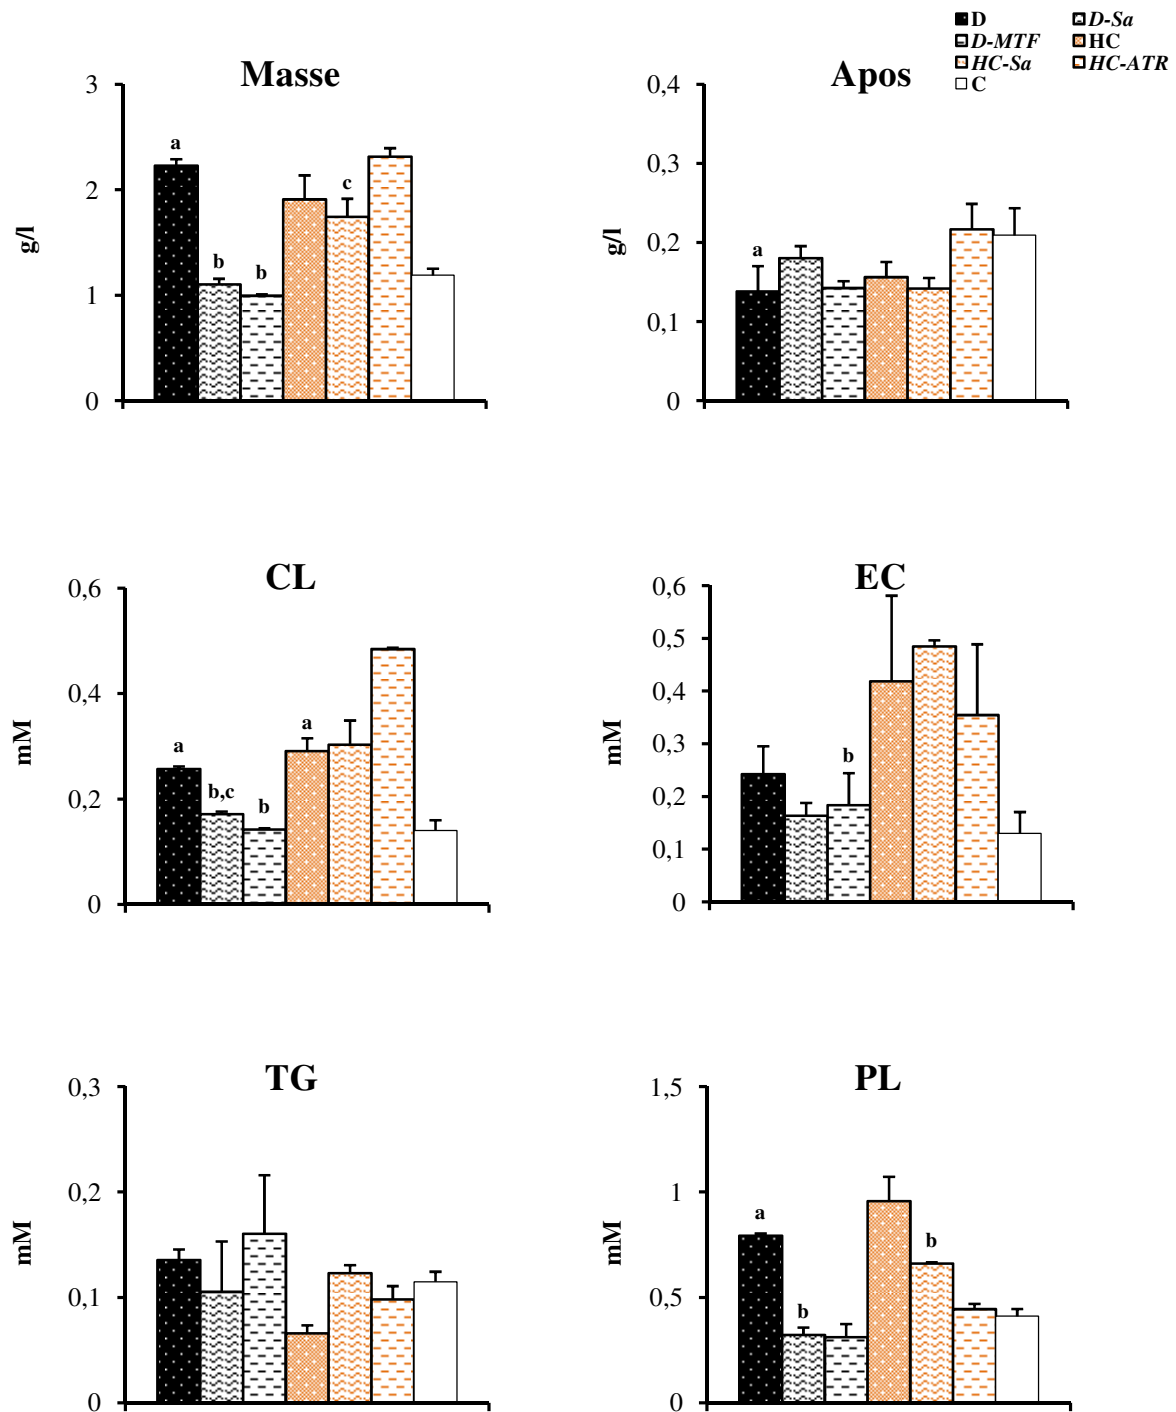 D D-Sa
D-MTF HC
HC-Sa HC-ATR
C
Masse
3
2
1
0
g/l
a
b
b
c
Apos
0,4
0,3
0,2
0,1
0
g/l
a
CL
0,6
0,4
0,2
0
mM
a
b,c
b
a
EC
0,6
0,5
0,4
0,3
0,2
0,1
0
mM
b
TG
0,3
0,2
0,1
0
mM
PL
1,5
1
0,5
0
mM
a
b
b